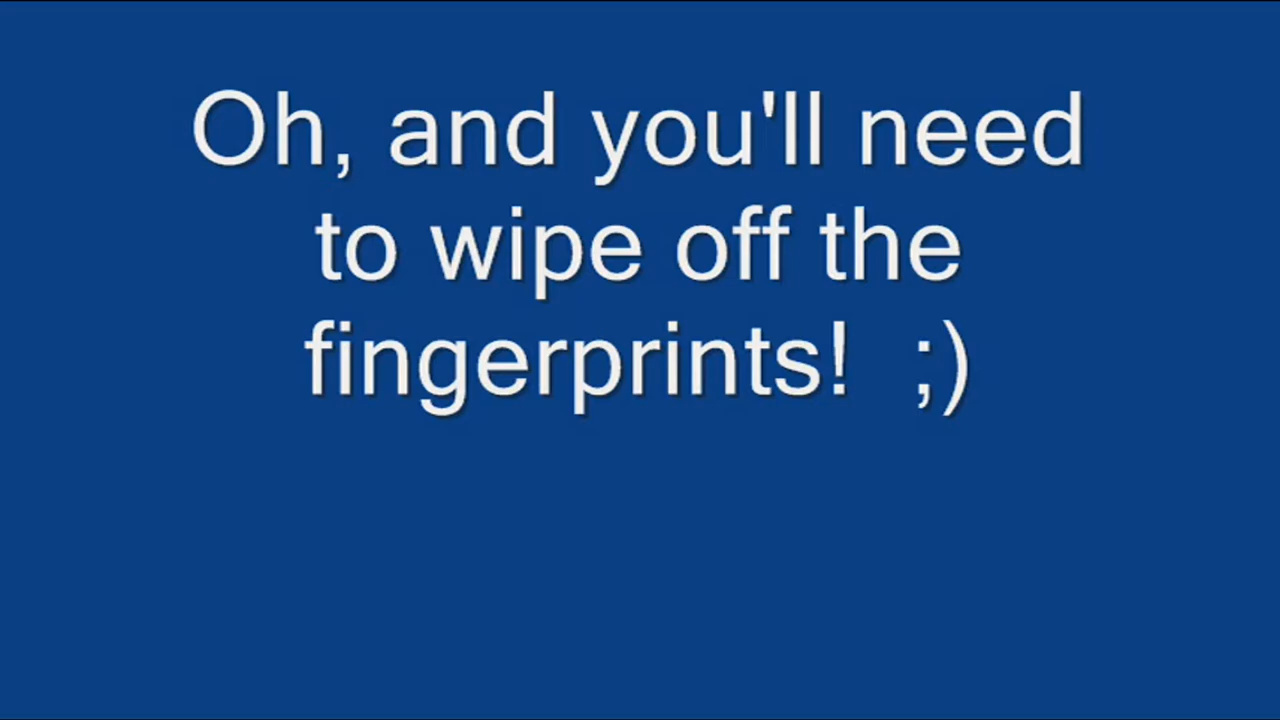 Oh, and you'll need
to wipe off the
fingerprints!  ;)